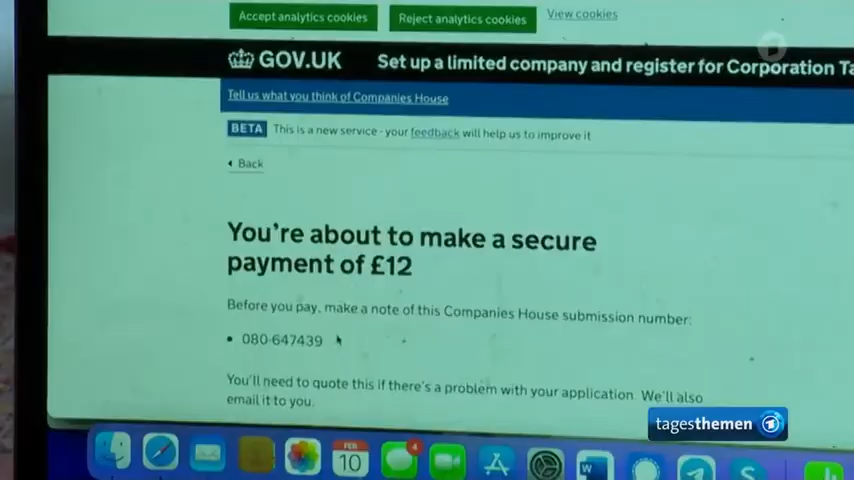 Accept analytics cookies
Reject analytics cookies
View cookies
GOV.UK
Set up a limited company and register for Corporation Ta
Tell us what you think of Companies House
BETA
This is a new service - your feedback will help us to improve it
Back
You're about to make a secure
payment of £12
Before you pay, make a note of this Companies House submission number:
• 080-647439
You'll need to quote this if there's a problem with your application. We'll also
email it to you.
tagesthemen
FEB
10
4
W
S